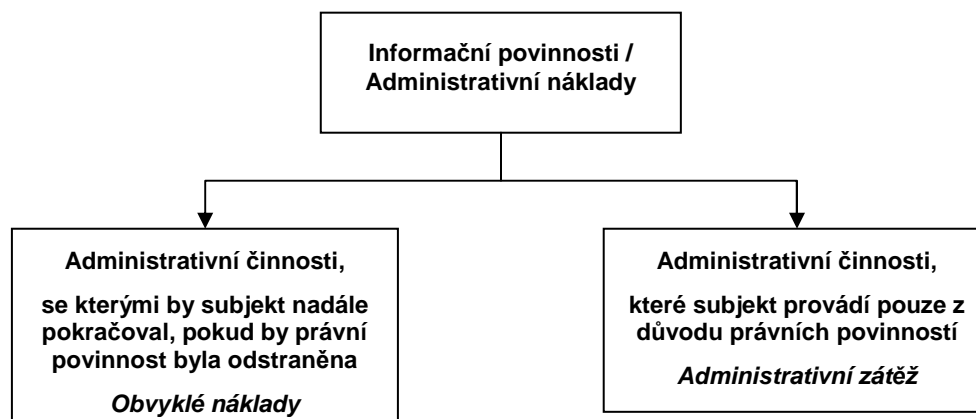 Informační povinnosti /
Administrativní náklady
Administrativní činnosti,
se kterými by subjekt nadále
pokračoval, pokud by právní
povinnost byla odstraněna
Obvyklé náklady
Administrativní činnosti,
které subjekt provádí pouze z
důvodu právních povinností
Administrativní zátěž